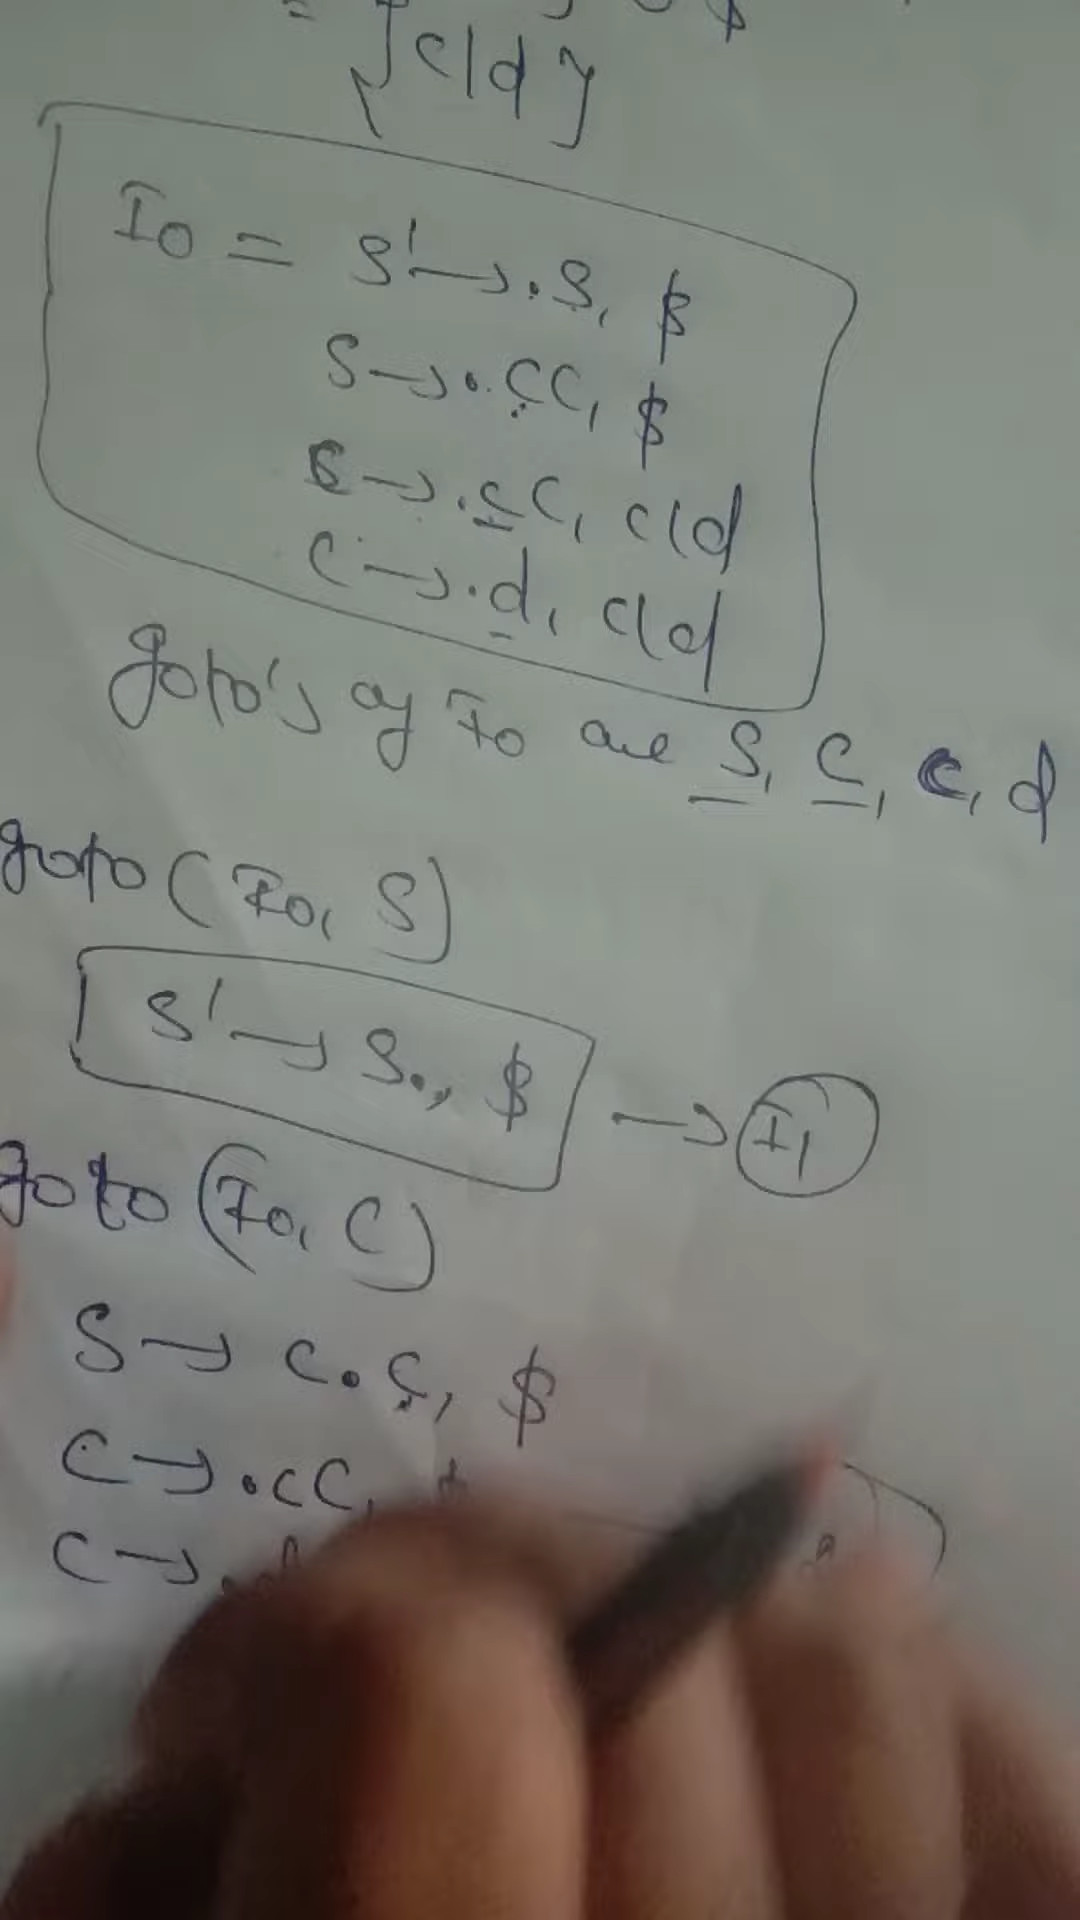 c/d }
I0 = S' → .S, $
S → .CC, $
C → .cC, c/d
C → .d, c/d
goto's of I0 are S, C, c, d
goto (I0, S)
S' → S., $ → I1
goto (I0, C)
S → C.C, $
C → .cC,
C → .